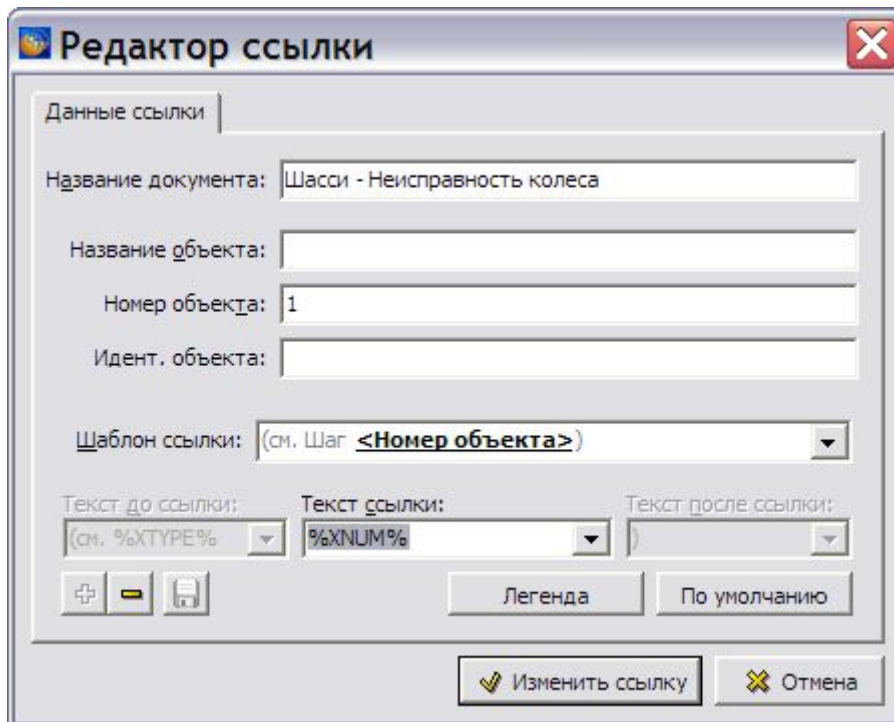 Редактор ссылки
Данные ссылки
Название документа: Шасси - Неисправность колеса
Название объекта:
Номер объекта: 1
Идент. объекта:
Шаблон ссылки: (см. Шаг <Номер объекта>)
Текст до ссылки: Текст ссылки: Текст после ссылки:
(см. %XTYPE% %XNUM% )
Легенда По умолчанию
Изменить ссылку Отмена